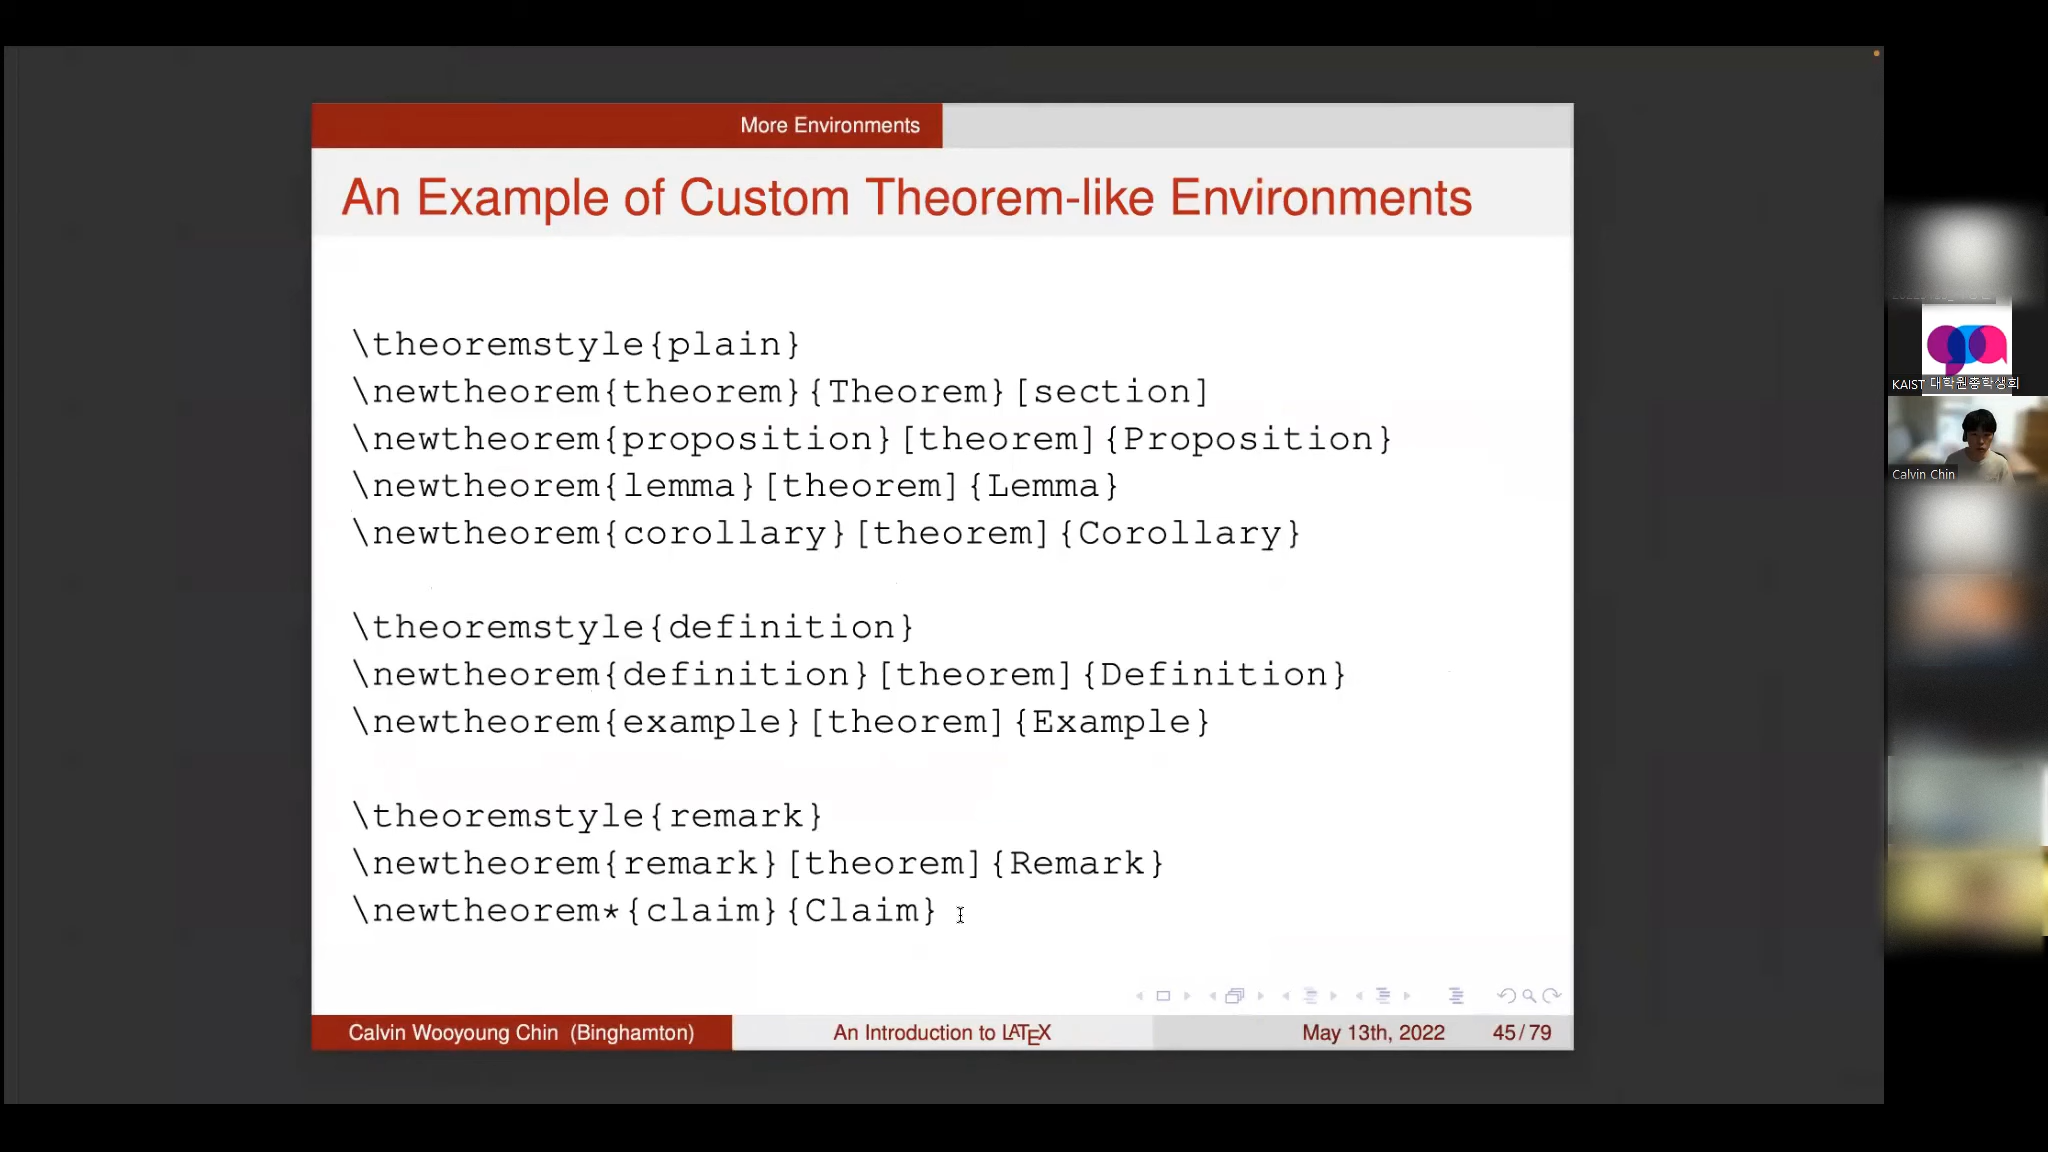 More Environments
An Example of Custom Theorem-like Environments
\theoremstyle{plain}
\newtheorem{theorem}{Theorem}[section]
\newtheorem{proposition}[theorem]{Proposition}
\newtheorem{lemma}[theorem]{Lemma}
\newtheorem{corollary}[theorem]{Corollary}
\theoremstyle{definition}
\newtheorem{definition}[theorem]{Definition}
\newtheorem{example}[theorem]{Example}
\theoremstyle{remark}
\newtheorem{remark}[theorem]{Remark}
\newtheorem*{claim}{Claim}
Calvin Wooyoung Chin (Binghamton)
An Introduction to LATEX
May 13th, 2022
45/79
KAIST 대학원총학생회
Calvin Chin